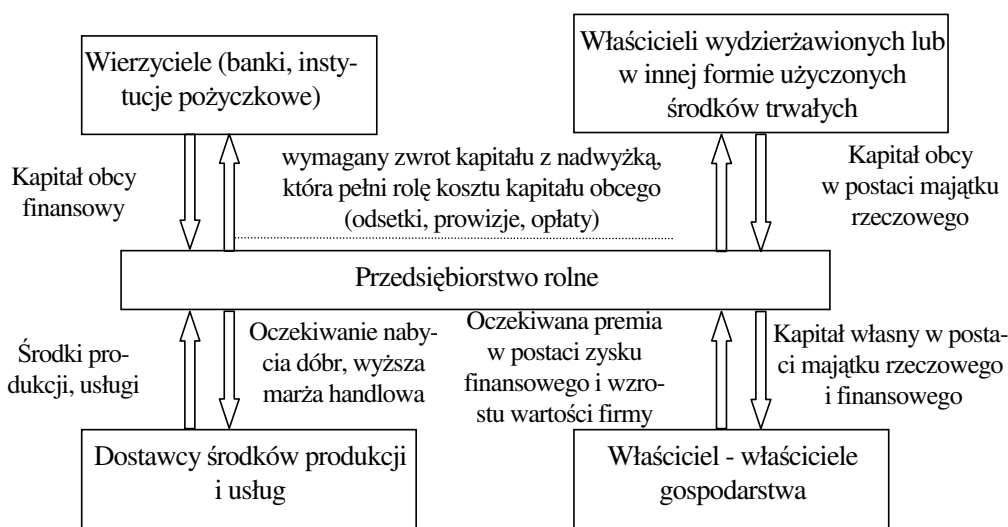 Wierzyciele (banki, insty-
tucje pożyczkowe)
Właścicieli wydzierżawionych lub
w innej formie użyczonych
środków trwałych
Kapitał obcy
finansowy
wymagany zwrot kapitału z nadwyżką,
która pełni rolę kosztu kapitału obcego
(odsetki, prowizje, opłaty)
Kapitał obcy
w postaci majątku
rzeczowego
Przedsiębiorstwo rolne
Środki pro-
dukcji, usługi
Oczekiwanie naby-
cia dóbr, wyższa
marża handlowa
Oczekiwana premia
w postaci zysku
finansowego i wzro-
stu wartości firmy
Kapitał własny w posta-
ci majątku rzeczowego
i finansowego
Dostawcy środków produkcji
i usług
Właściciel - właściciele
gospodarstwa